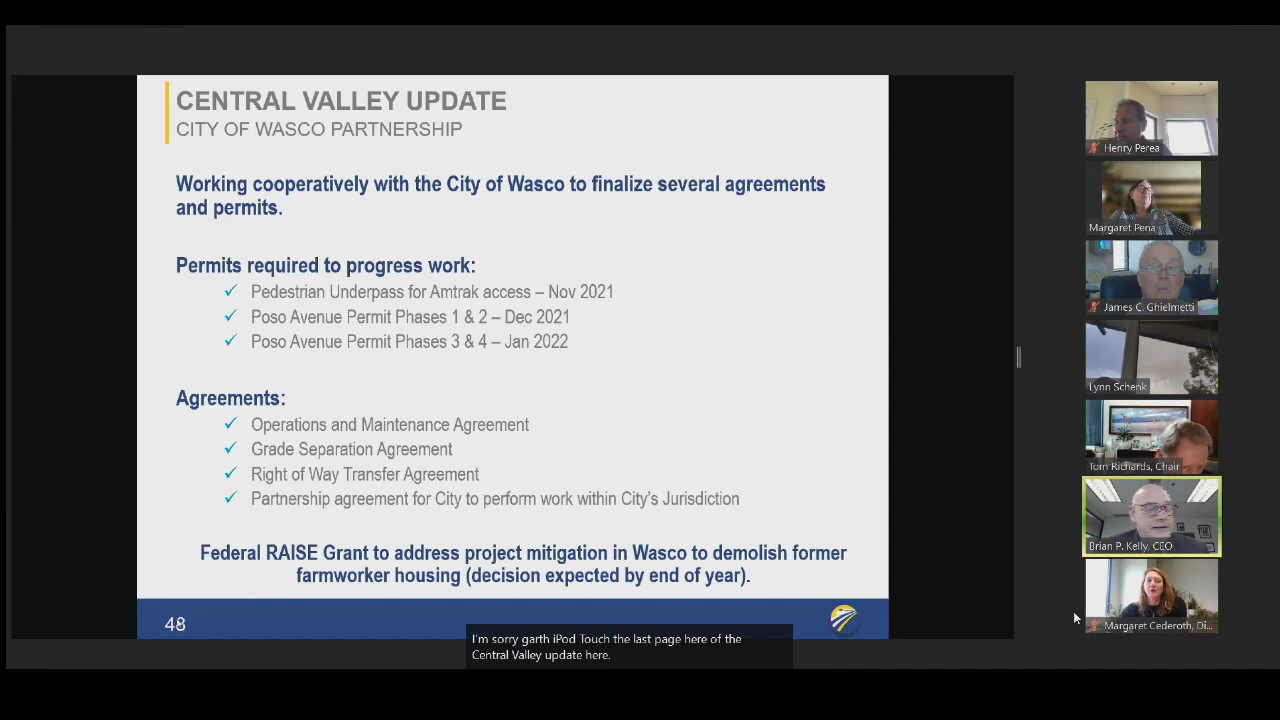 CENTRAL VALLEY UPDATE
CITY OF WASCO PARTNERSHIP
Working cooperatively with the City of Wasco to finalize several agreements
and permits.
Permits required to progress work:
Pedestrian Underpass for Amtrak access – Nov 2021
Poso Avenue Permit Phases 1 & 2 – Dec 2021
Poso Avenue Permit Phases 3 & 4 – Jan 2022
Agreements:
Operations and Maintenance Agreement
Grade Separation Agreement
Right of Way Transfer Agreement
Partnership agreement for City to perform work within City's Jurisdiction
Federal RAISE Grant to address project mitigation in Wasco to demolish former
farmworker housing (decision expected by end of year).
48
I'm sorry garth iPod Touch the last page here of the
Central Valley update here.
Henry Perea
Margaret Pena
James C. Ghielmetti
Lynn Schenk
Tom Richards, Chair
Brian P. Kelly, CEO
Margaret Cederoth, Di...